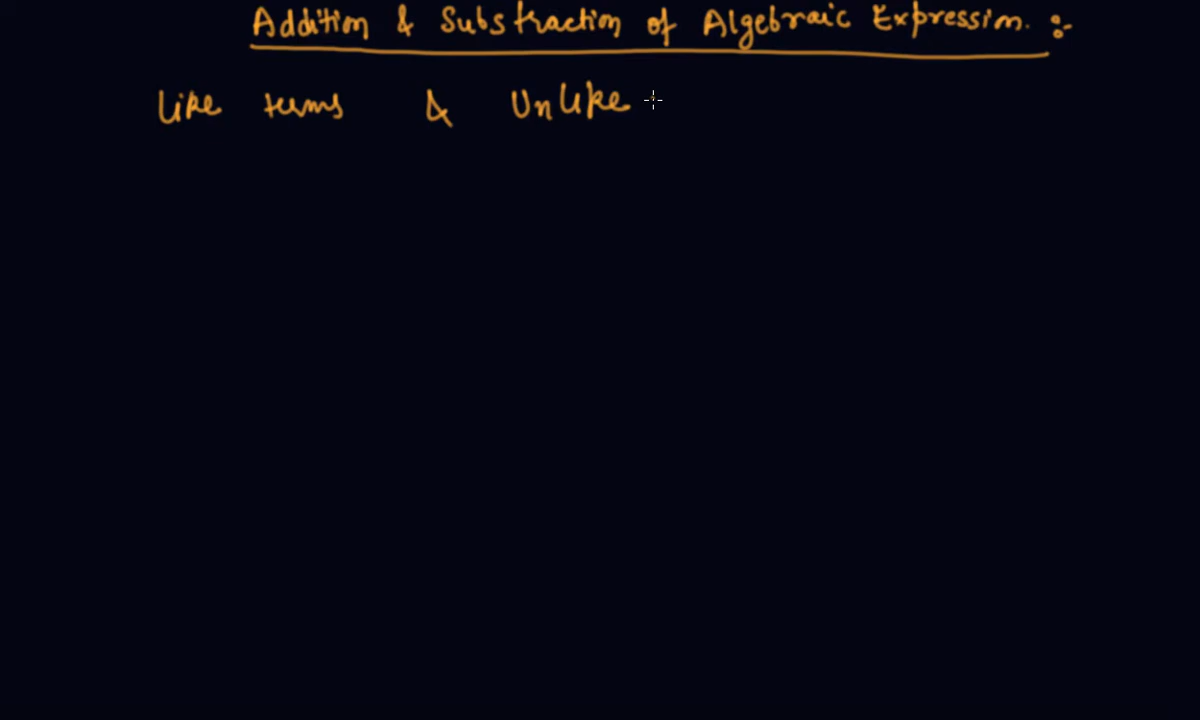 Addition & Substraction of Algebraic Expression. :-
Like terms & Unlike